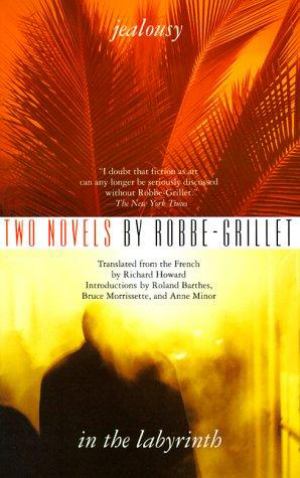 jealousy
"I doubt that fiction as art
can any longer be seriously discussed
without Robbe-Grillet."
—The New York Times
TWO NOVELS BY ROBBE-GRILLET
Translated from the French
by Richard Howard
Introductions by Roland Barthes,
Bruce Morrissette, and Anne Minor
in the labyrinth